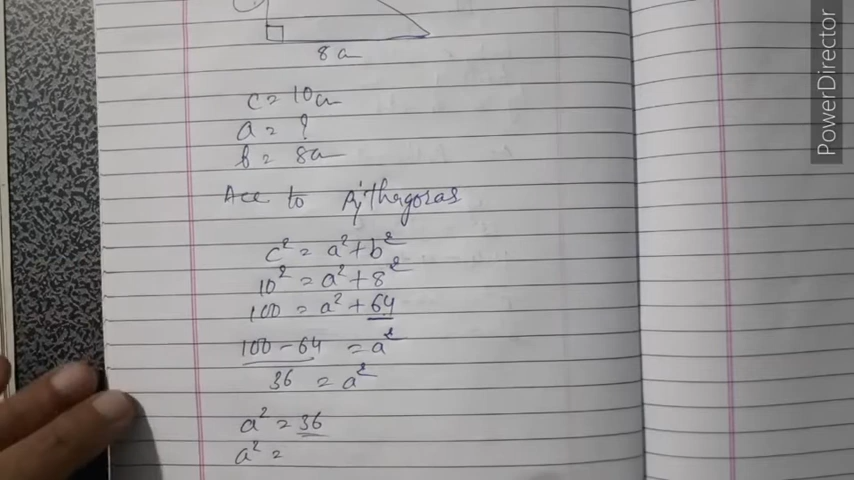 8a
c = 10a
a = ?
b = 8a
Acc to Pythagoras
c² = a² + b²
10² = a² + 8²
100 = a² + 64
100 - 64 = a²
36 = a²
a² = 36
a² =
PowerDirector